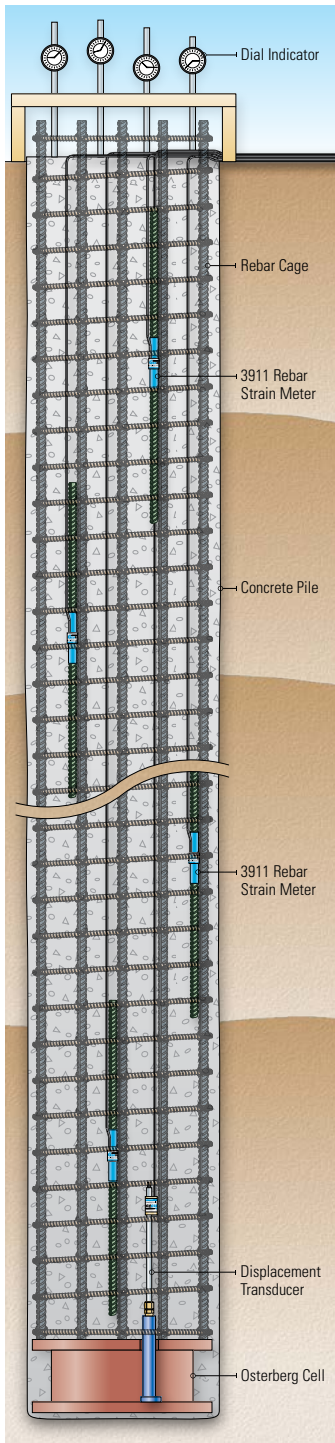 Dial Indicator
Rebar Cage
3911 Rebar
Strain Meter
Concrete Pile
3911 Rebar
Strain Meter
Displacement
Transducer
Osterberg Cell